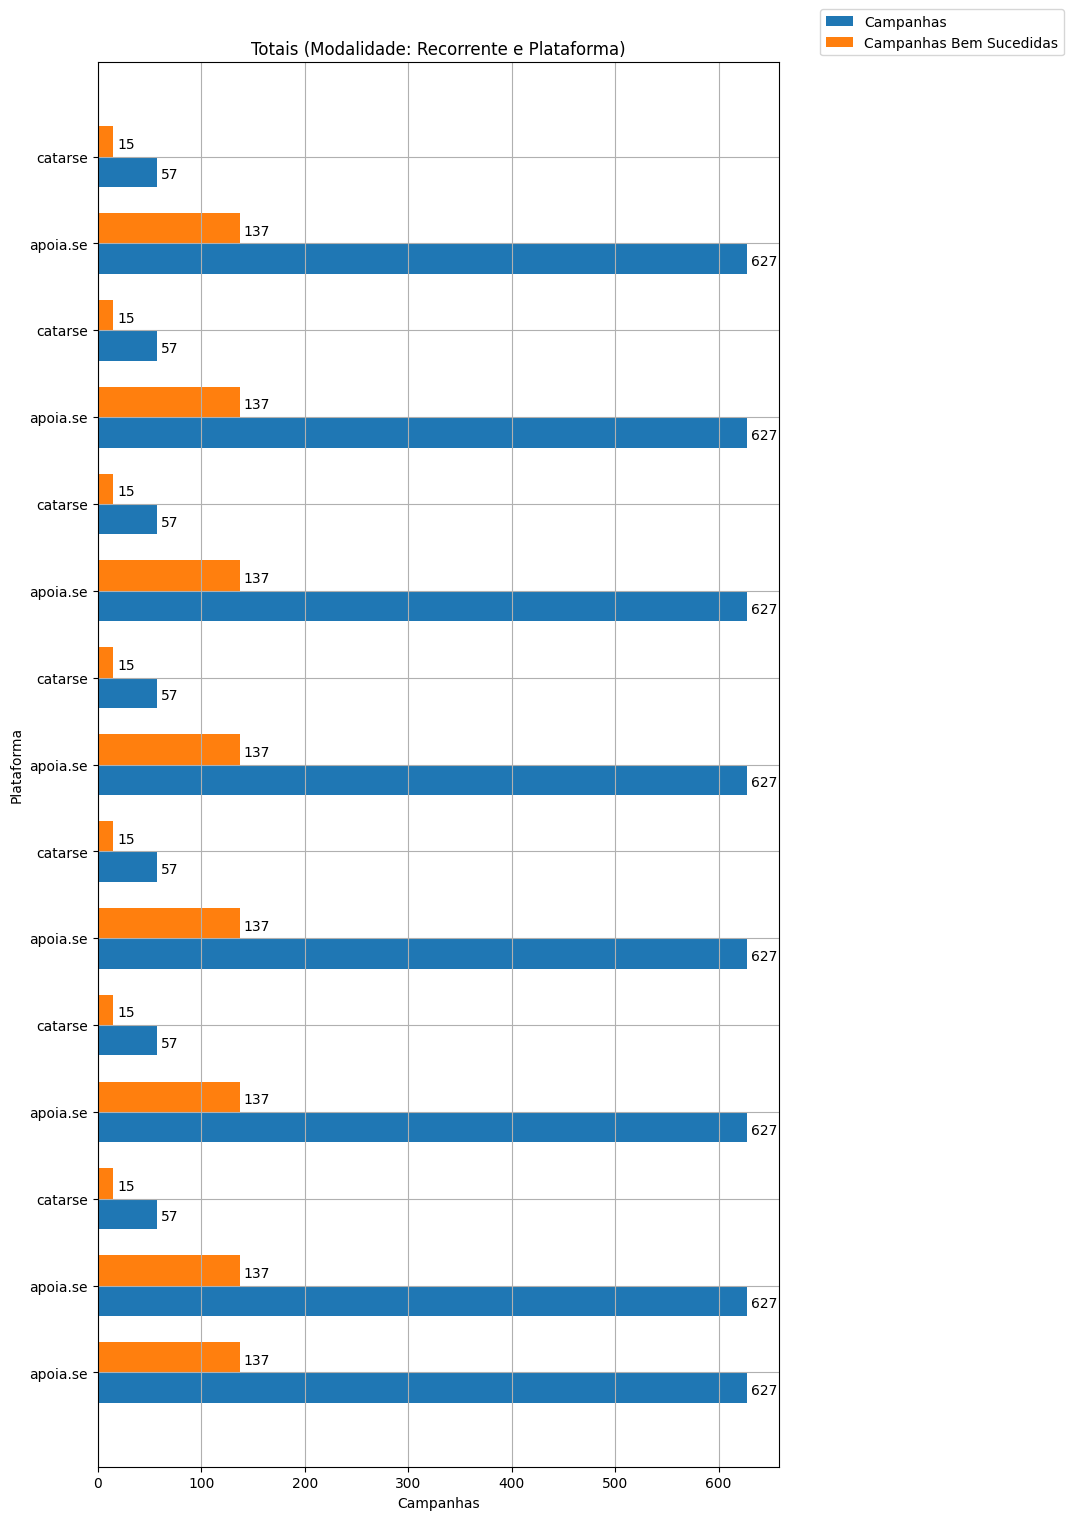 Campanhas
Campanhas Bem Sucedidas
Totais (Modalidade: Recorrente e Plataforma)
15
catarse
57
137
apoia.se
627
15
catarse
57
137
apoia.se
627
15
catarse
57
137
apoia.se
627
15
catarse
57
137
apoia.se
627
15
catarse
57
137
apoia.se
627
15
catarse
57
137
apoia.se
627
15
catarse
57
137
apoia.se
627
137
apoia.se
627
Plataforma
0 100 200 300 400 500 600
Campanhas